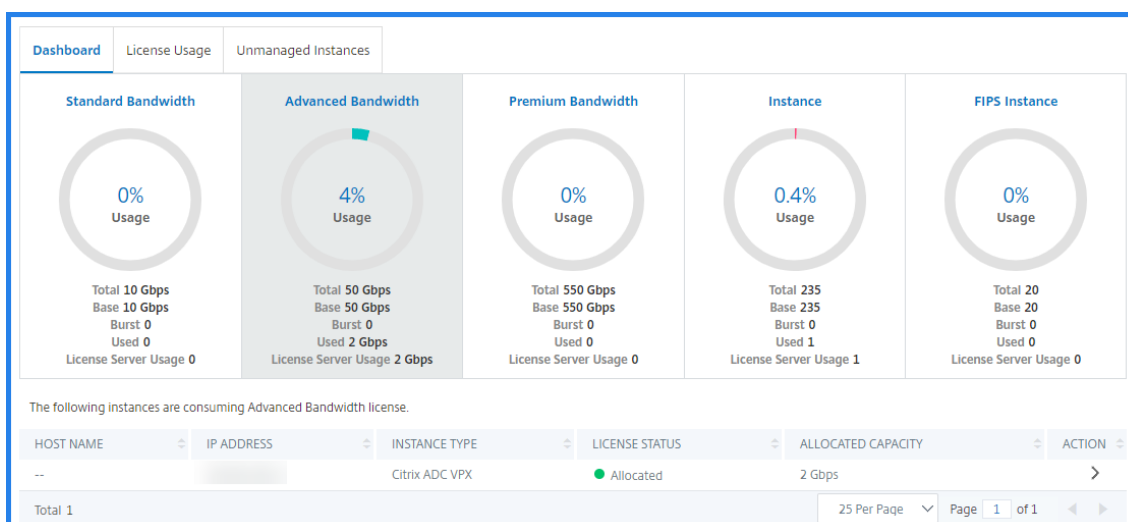 Dashboard License Usage Unmanaged Instances
Standard Bandwidth
0%
Usage
Total 10 Gbps
Base 10 Gbps
Burst 0
Used 0
License Server Usage 0
Advanced Bandwidth
4%
Usage
Total 50 Gbps
Base 50 Gbps
Burst 0
Used 2 Gbps
License Server Usage 2 Gbps
Premium Bandwidth
0%
Usage
Total 550 Gbps
Base 550 Gbps
Burst 0
Used 0
License Server Usage 0
Instance
0.4%
Usage
Total 235
Base 235
Burst 0
Used 1
License Server Usage 1
FIPS Instance
0%
Usage
Total 20
Base 20
Burst 0
Used 0
License Server Usage 0
The following instances are consuming Advanced Bandwidth license.
HOST NAME IP ADDRESS INSTANCE TYPE LICENSE STATUS ALLOCATED CAPACITY ACTION
-- Citrix ADC VPX Allocated 2 Gbps
Total 1 25 Per Page Page 1 of 1